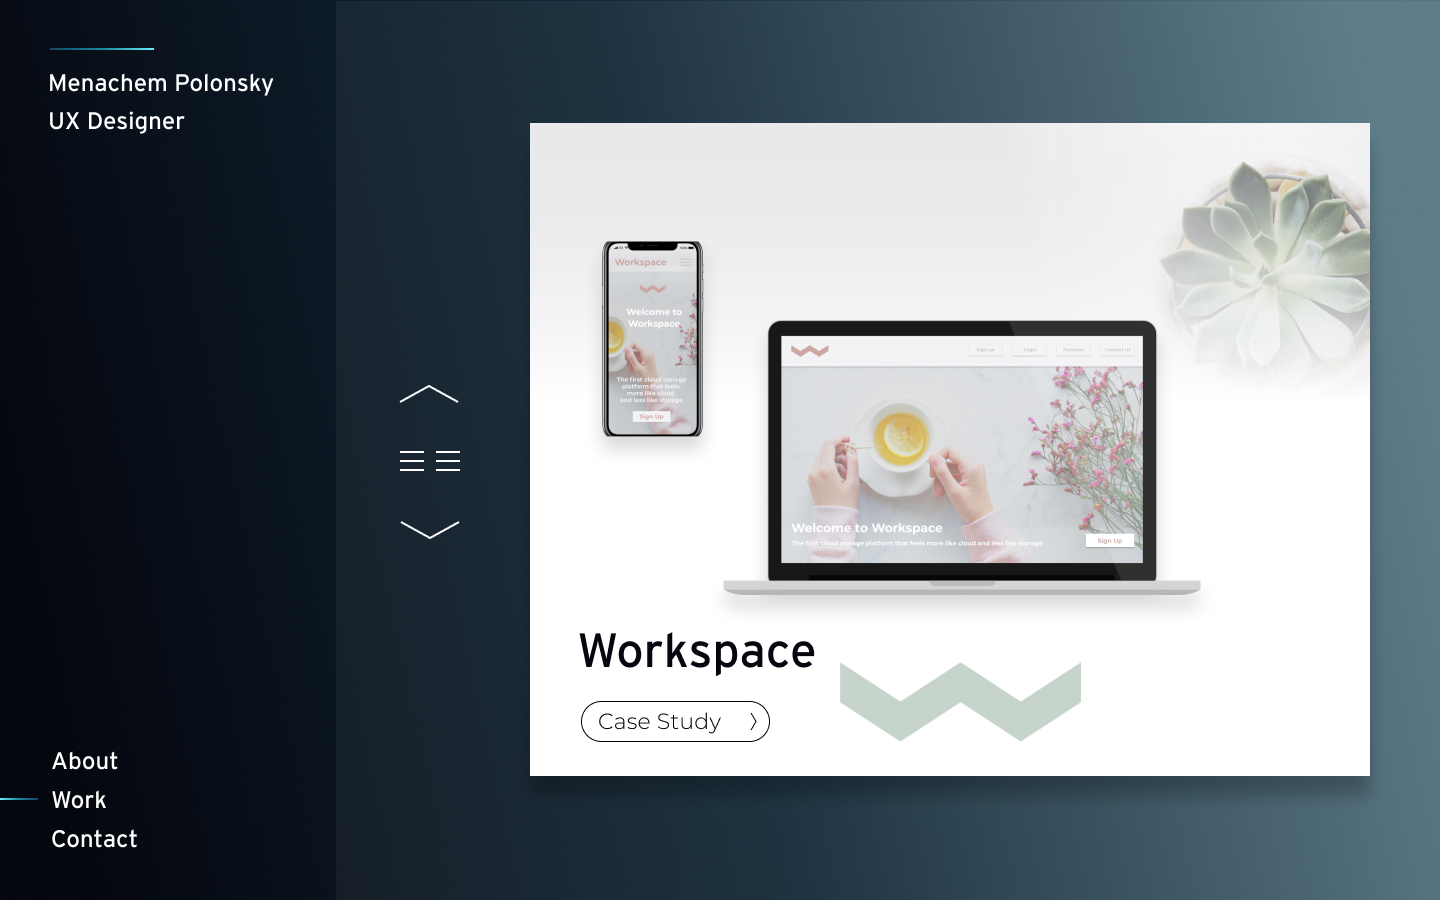 Menachem Polonsky
UX Designer
Workspace
Welcome to
Workspace
The first cloud storage
platform that feels
more like cloud
and less like storage
Sign Up
Sign up
Login
Features
Contact Us
Welcome to Workspace
The first cloud storage platform that feels more like cloud and less like storage
Sign Up
Workspace
Case Study
About
Work
Contact